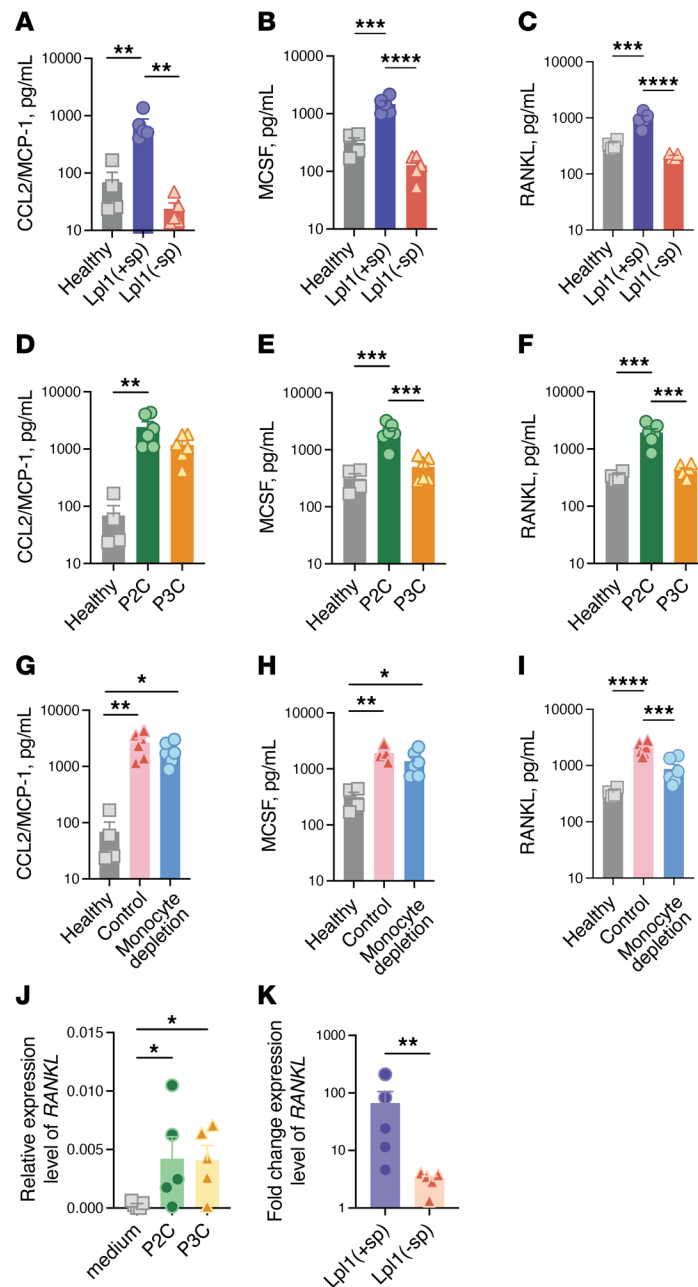 A
CCL2/MCP-1, pg/mL
10000
1000
100
10
**
**
Healthy
Lpl1(+sp)
Lpl1(-sp)
B
MCSF, pg/mL
10000
1000
100
10
***
****
Healthy
Lpl1(+sp)
Lpl1(-sp)
C
RANKL, pg/mL
10000
1000
100
10
***
****
Healthy
Lpl1(+sp)
Lpl1(-sp)
D
CCL2/MCP-1, pg/mL
10000
1000
100
10
**
Healthy
P2C
P3C
E
MCSF, pg/mL
10000
1000
100
10
***
***
Healthy
P2C
P3C
F
RANKL, pg/mL
10000
1000
100
10
***
***
Healthy
P2C
P3C
G
CCL2/MCP-1, pg/mL
10000
1000
100
10
*
**
Healthy
Control
Monocyte
depletion
H
MCSF, pg/mL
10000
1000
100
10
*
**
Healthy
Control
Monocyte
depletion
I
RANKL, pg/mL
10000
1000
100
10
****
***
Healthy
Control
Monocyte
depletion
J
Relative expression
level of RANKL
0.015
0.010
0.005
0.000
*
*
medium
P2C
P3C
K
Fold change expression
level of RANKL
1000
100
10
1
**
Lpl1(+sp)
Lpl1(-sp)